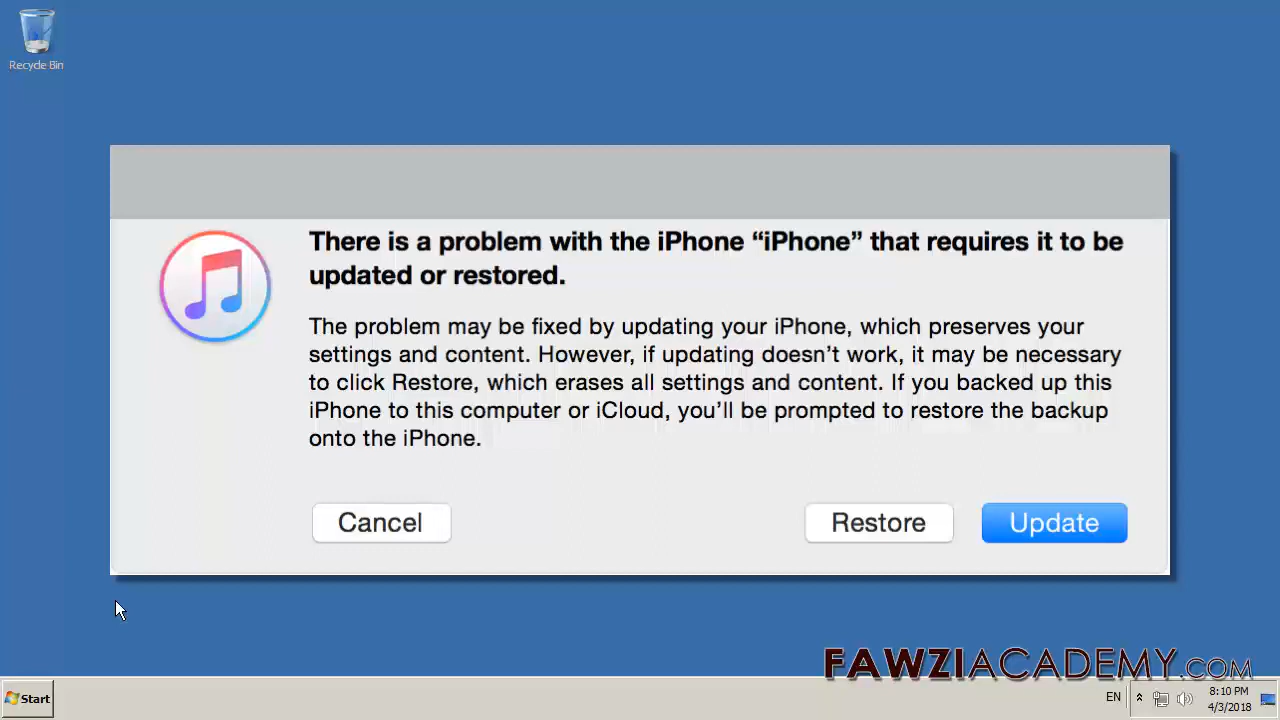 Recycle Bin
There is a problem with the iPhone “iPhone” that requires it to be
updated or restored.
The problem may be fixed by updating your iPhone, which preserves your
settings and content. However, if updating doesn’t work, it may be necessary
to click Restore, which erases all settings and content. If you backed up this
iPhone to this computer or iCloud, you’ll be prompted to restore the backup
onto the iPhone.
Cancel Restore Update
FAWZIACADEMY.COM
Start EN 8:10 PM
4/3/2018